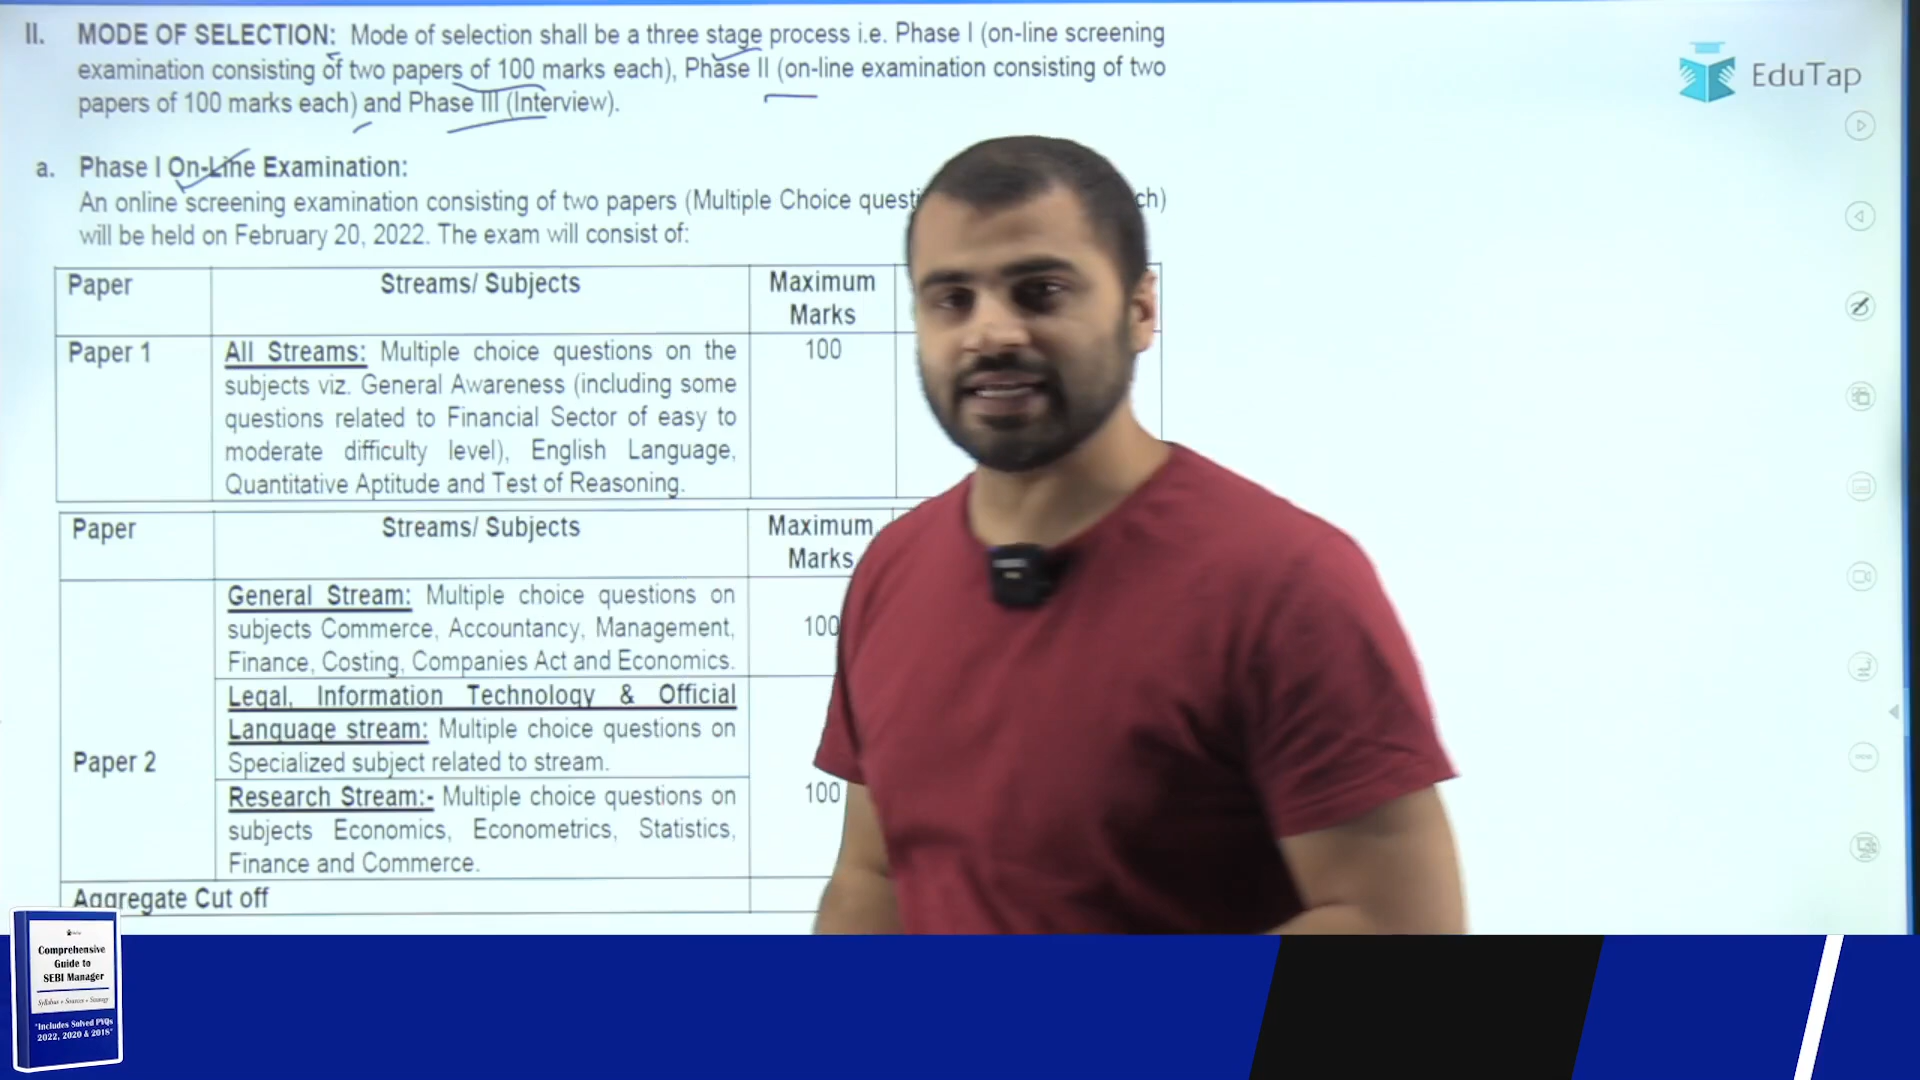 II. MODE OF SELECTION: Mode of selection shall be a three stage process i.e. Phase I (on-line screening
examination consisting of two papers of 100 marks each), Phase II (on-line examination consisting of two
papers of 100 marks each) and Phase III (Interview).
EduTap
a. Phase I On-Line Examination:
An online screening examination consisting of two papers (Multiple Choice
will be held on February 20, 2022. The exam will consist of:
Paper Streams/ Subjects Maximum
Marks
Paper 1 All Streams: Multiple choice questions on the 100
subjects viz. General Awareness (including some
questions related to Financial Sector of easy to
moderate difficulty level), English Language,
Quantitative Aptitude and Test of Reasoning.
Paper Streams/ Subjects Maximum
Marks
General Stream: Multiple choice questions on
subjects Commerce, Accountancy, Management, 100
Finance, Costing, Companies Act and Economics.
Legal, Information Technology & Official
Language stream: Multiple choice questions on
Paper 2 Specialized subject related to stream.
Research Stream:- Multiple choice questions on 100
subjects Economics, Econometrics, Statistics,
Finance and Commerce.
Aggregate Cut off
Comprehensive
Guide to
SEBI Manager
Syllabus + Sources + Strategy
"Includes Solved PYQs
2022, 2020 & 2018"